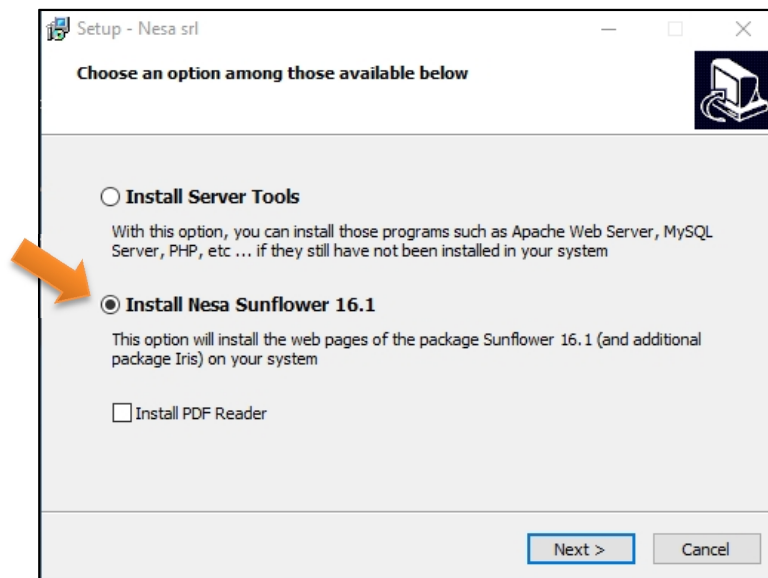 Setup - Nesa srl
Choose an option among those available below
Install Server Tools
With this option, you can install those programs such as Apache Web Server, MySQL
Server, PHP, etc ... if they still have not been installed in your system
Install Nesa Sunflower 16.1
This option will install the web pages of the package Sunflower 16.1 (and additional
package Iris) on your system
Install PDF Reader
Next > Cancel